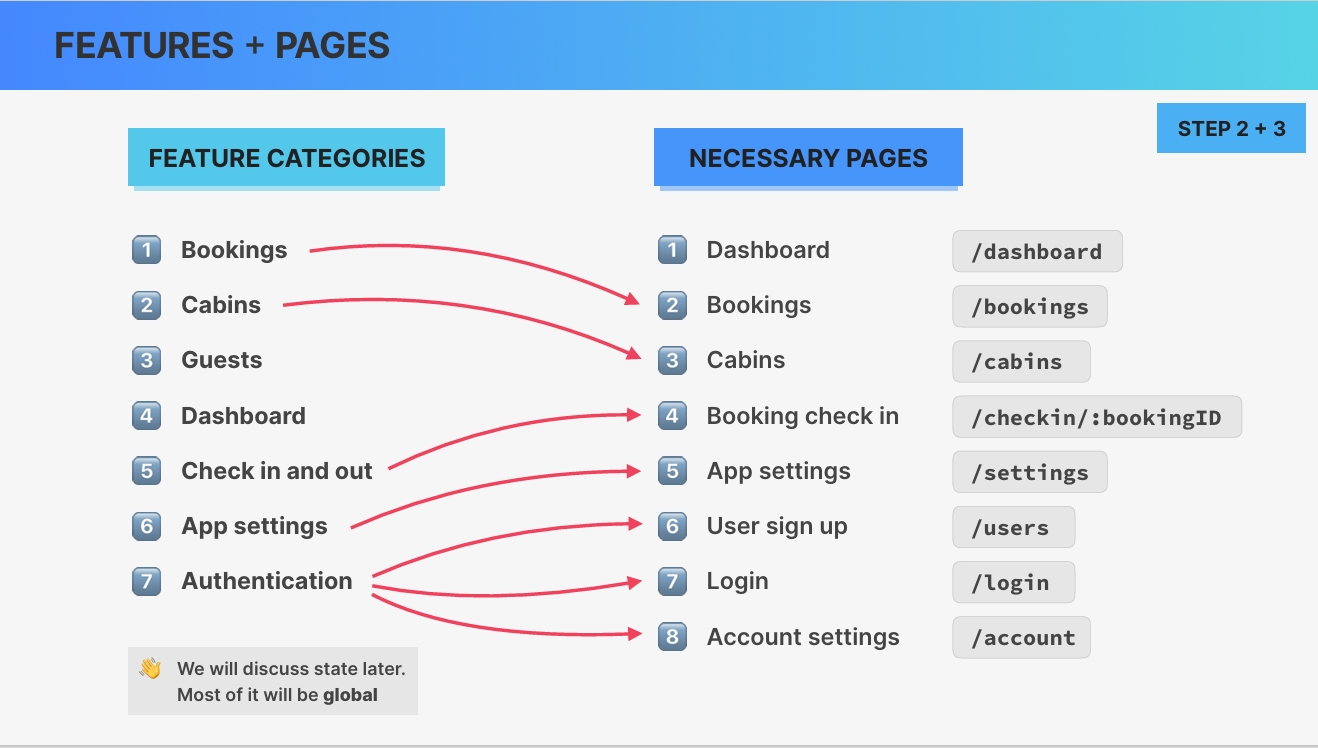 FEATURES + PAGES
STEP 2 + 3
FEATURE CATEGORIES
1 Bookings
2 Cabins
3 Guests
4 Dashboard
5 Check in and out
6 App settings
7 Authentication
👋 We will discuss state later.
Most of it will be global
NECESSARY PAGES
1 Dashboard /dashboard
2 Bookings /bookings
3 Cabins /cabins
4 Booking check in /checkin/:bookingID
5 App settings /settings
6 User sign up /users
7 Login /login
8 Account settings /account